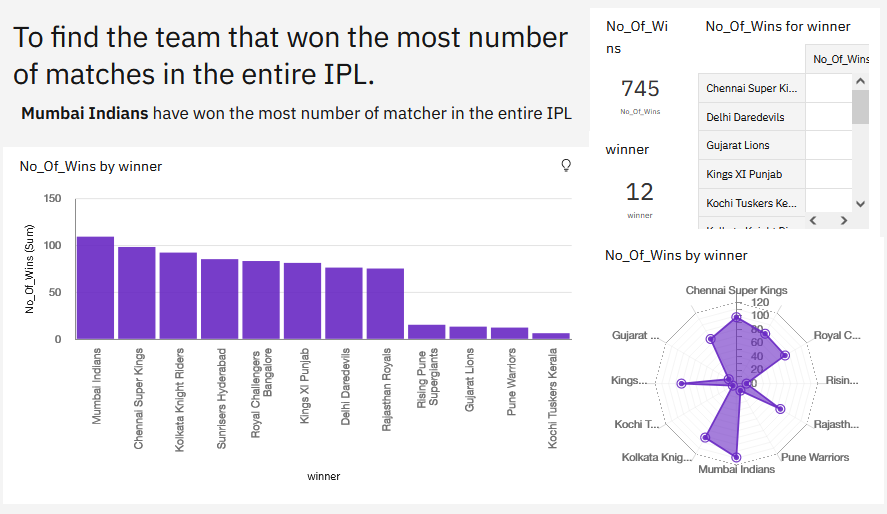 To find the team that won the most number
of matches in the entire IPL.
Mumbai Indians have won the most number of matcher in the entire IPL
No_Of_Wi
ns
745
No_Of_Wins
winner
12
winner
No_Of_Wins for winner
No_Of_Wins
Chennai Super Ki...
Delhi Daredevils
Gujarat Lions
Kings XI Punjab
Kochi Tuskers Ke...
No_Of_Wins by winner
No_Of_Wins (Sum)
150
100
50
0
Mumbai Indians
Chennai Super Kings
Kolkata Knight Riders
Sunrisers Hyderabad
Royal Challengers
Bangalore
Kings XI Punjab
Delhi Daredevils
Rajasthan Royals
Rising Pune
Supergiants
Gujarat Lions
Pune Warriors
Kochi Tuskers Kerala
winner
No_Of_Wins by winner
Chennai Super Kings
120
100
80
60
40
20
0
Gujarat ...
Royal C...
Kings...
Risin...
Kochi T...
Rajasth...
Kolkata Knig...
Pune Warriors
Mumbai Indians